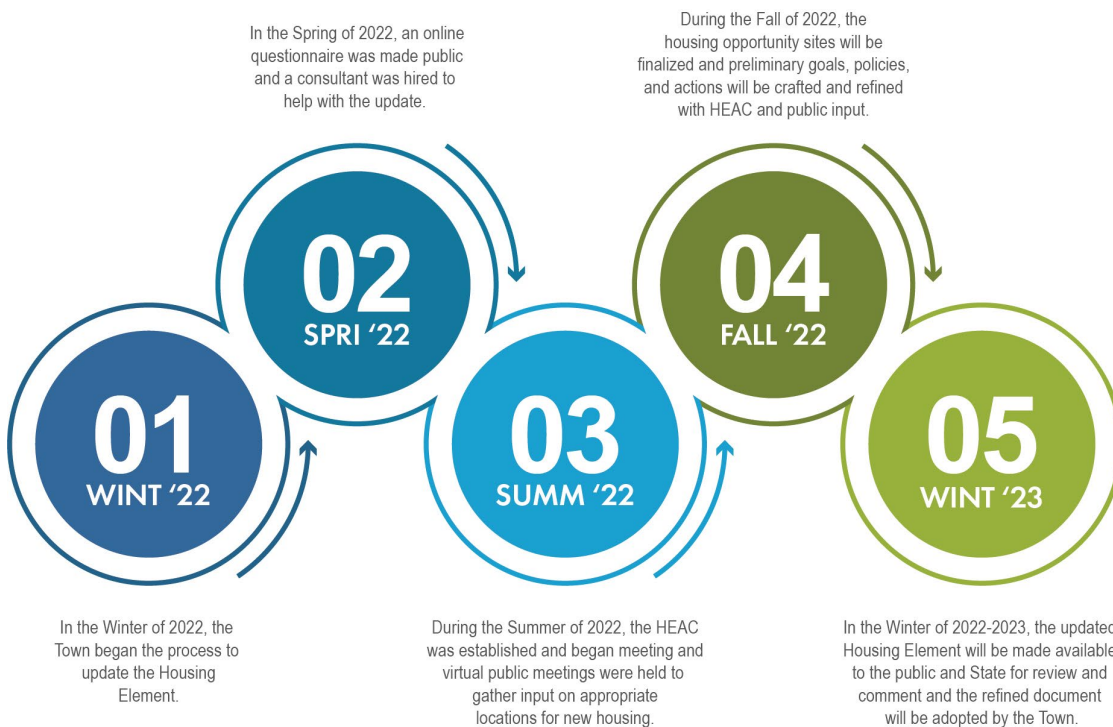 In the Spring of 2022, an online
questionnaire was made public
and a consultant was hired to
help with the update.
During the Fall of 2022, the
housing opportunity sites will be
finalized and preliminary goals, policies,
and actions will be crafted and refined
with HEAC and public input.
01
WINT ‘22
02
SPRI ‘22
03
SUMM ‘22
04
FALL ‘22
05
WINT ‘23
In the Winter of 2022, the
Town began the process to
update the Housing
Element.
During the Summer of 2022, the HEAC
was established and began meeting and
virtual public meetings were held to
gather input on appropriate
locations for new housing.
In the Winter of 2022-2023, the updated
Housing Element will be made available
to the public and State for review and
comment and the refined document
will be adopted by the Town.